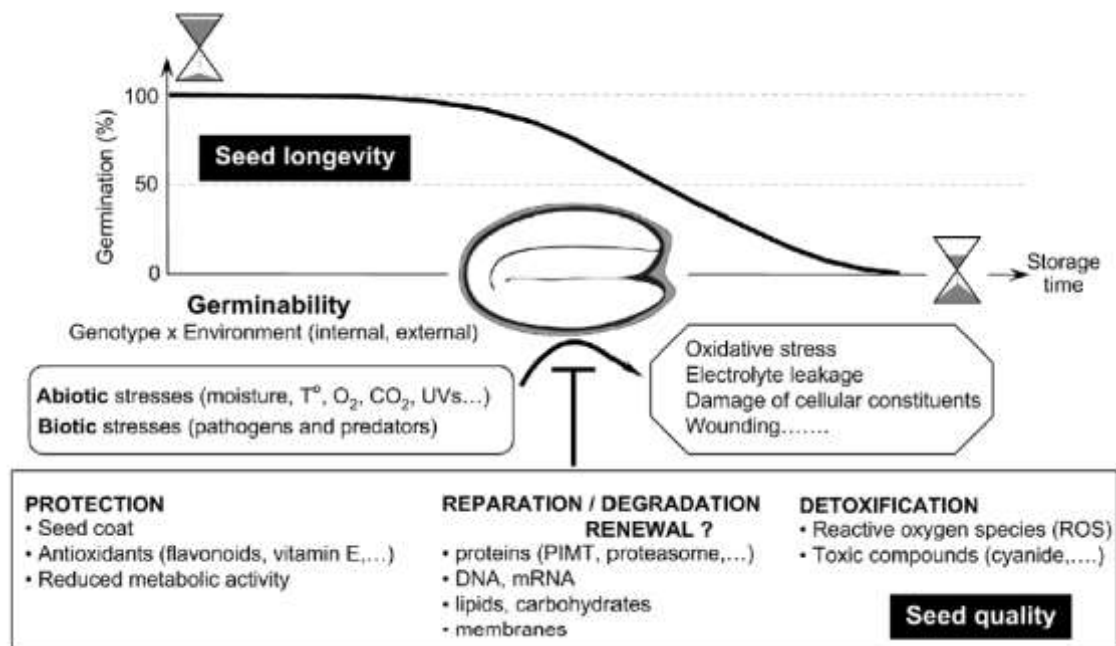 100
50
0
Germination (%)
Seed longevity
Storage
time
Germinability
Genotype x Environment (internal, external)
Abiotic stresses (moisture, T°, O₂, CO₂, UVs...)
Biotic stresses (pathogens and predators)
Oxidative stress
Electrolyte leakage
Damage of cellular constituents
Wounding.......
PROTECTION
• Seed coat
• Antioxidants (flavonoids, vitamin E,...)
• Reduced metabolic activity
REPARATION / DEGRADATION
RENEWAL ?
• proteins (PIMT, proteasome,...)
• DNA, mRNA
• lipids, carbohydrates
• membranes
DETOXIFICATION
• Reactive oxygen species (ROS)
• Toxic compounds (cyanide,....)
Seed quality